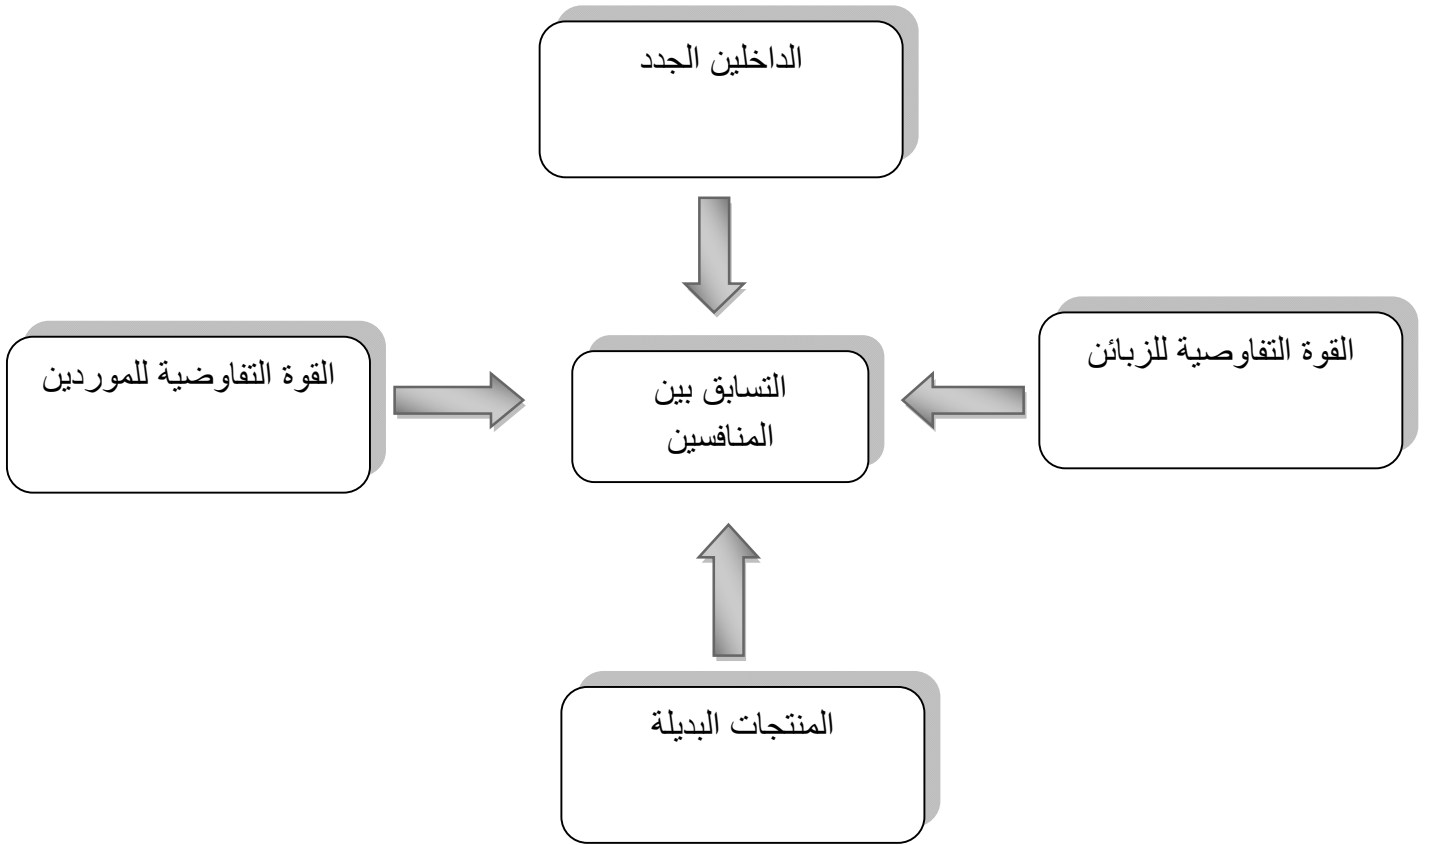 الداخلين الجدد
القوة التفاوصية للزبائن
التسابق بين
المنافسين
القوة التفاوضية للموردين
المنتجات البديلة